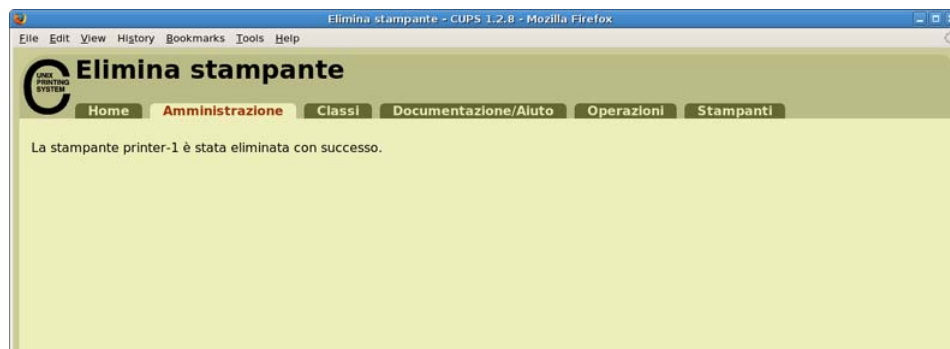 Elimina stampante - CUPS 1.2.8 - Mozilla Firefox
File Edit View History Bookmarks Tools Help
UNIX
PRINTING
SYSTEM
Elimina stampante
Home Amministrazione Classi Documentazione/Aiuto Operazioni Stampanti
La stampante printer-1 è stata eliminata con successo.